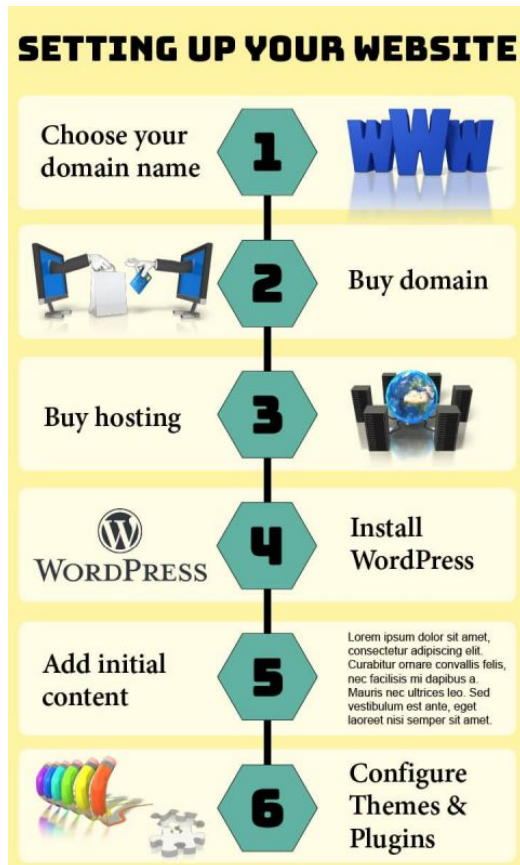 SETTING UP YOUR WEBSITE
Choose your
domain name
1
WWW
2
Buy domain
Buy hosting
3
W
WORDPRESS
4
Install
WordPress
Add initial
content
5
Lorem ipsum dolor sit amet,
consectetur adipiscing elit.
Curabitur ornare convallis felis,
nec facilisis mi dapibus a.
Mauris nec ultrices leo. Sed
vestibulum est ante, eget
laoreet nisi semper sit amet.
6
Configure
Themes &
Plugins